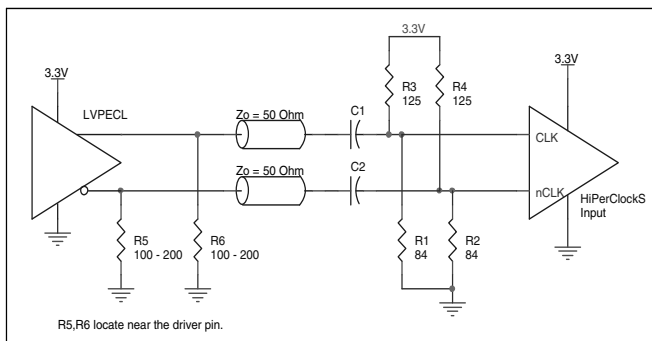 3.3V
3.3V
3.3V
LVPECL
R3
125
R4
125
Zo = 50 Ohm
C1
CLK
Zo = 50 Ohm
C2
nCLK
HiPerClockS
Input
R5
100 - 200
R6
100 - 200
R1
84
R2
84
R5,R6 locate near the driver pin.